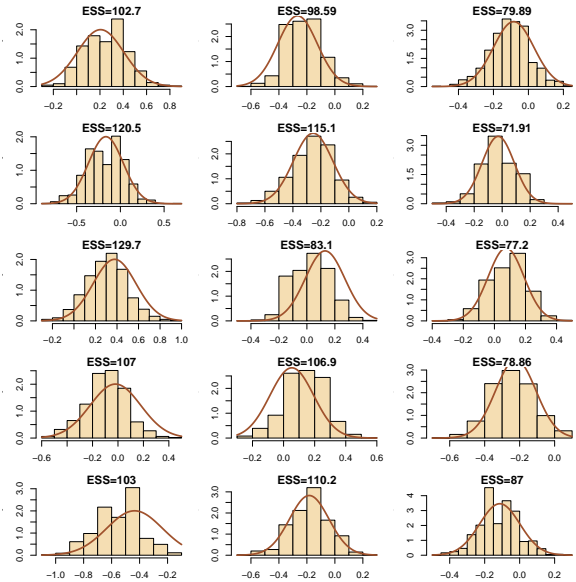 ESS=102.7 ESS=98.59 ESS=79.89
0.0 1.0 2.0 0.0 1.0 2.0 0.0 1.0 2.0 3.0
−0.2 0.0 0.2 0.4 0.6 0.8 −0.6 −0.4 −0.2 0.0 0.2 −0.4 −0.2 0.0 0.2
ESS=120.5 ESS=115.1 ESS=71.91
0.0 1.0 2.0 0.0 1.0 2.0 0.0 1.0 2.0 3.0
−0.5 0.0 0.5 −0.8 −0.6 −0.4 −0.2 0.0 0.2 −0.4 −0.2 0.0 0.2 0.4
ESS=129.7 ESS=83.1 ESS=77.2
0.0 1.0 2.0 0.0 1.0 2.0 3.0 0.0 1.0 2.0 3.0
−0.2 0.0 0.2 0.4 0.6 0.8 1.0 −0.4 −0.2 0.0 0.2 0.4 −0.4 −0.2 0.0 0.2 0.4
ESS=107 ESS=106.9 ESS=78.86
0.0 1.0 2.0 0.0 1.0 2.0 0.0 1.0 2.0 3.0
−0.6 −0.4 −0.2 0.0 0.2 0.4 −0.2 0.0 0.2 0.4 0.6 −0.6 −0.4 −0.2 0.0
ESS=103 ESS=110.2 ESS=87
0.0 1.0 2.0 3.0 0.0 1.0 2.0 3.0 0 1 2 3 4
−1.0 −0.8 −0.6 −0.4 −0.2 −0.6 −0.4 −0.2 0.0 0.2 −0.4 −0.2 0.0 0.2